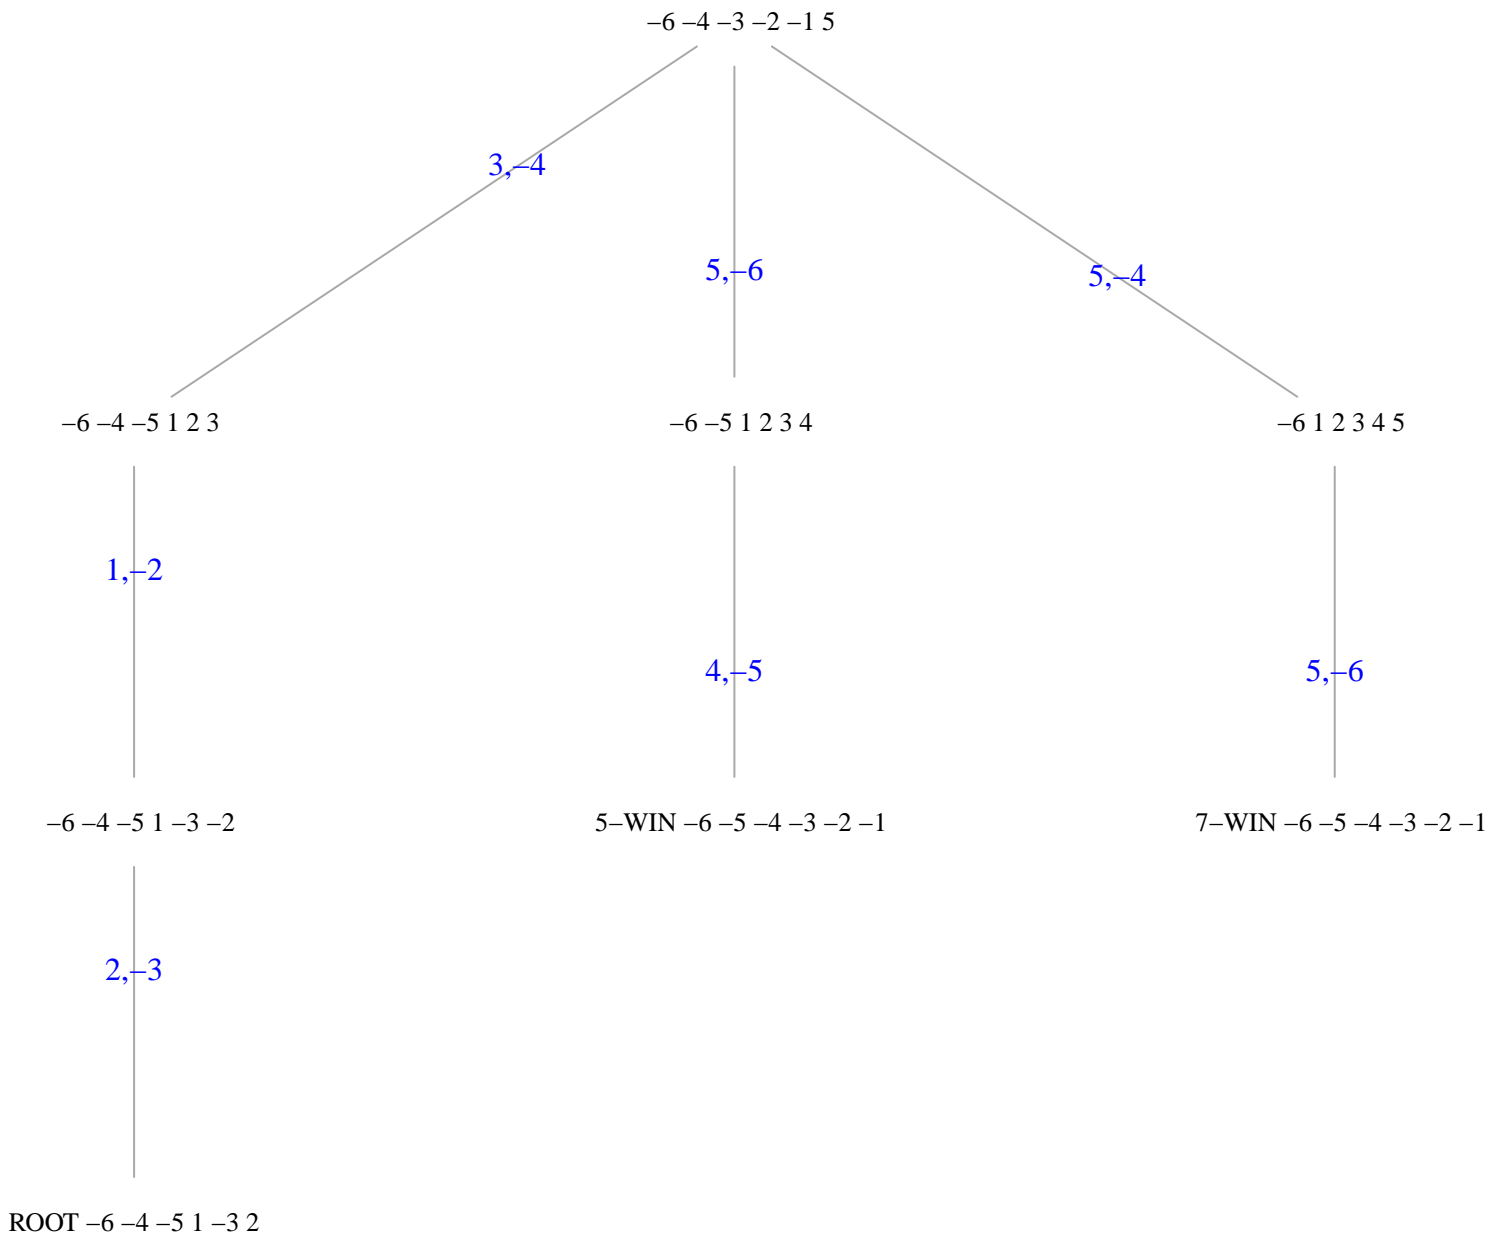 −6 −4 −3 −2 −1 5
3,−4
5,−6
5,−4
−6 −4 −5 1 2 3
−6 −5 1 2 3 4
−6 1 2 3 4 5
1,−2
4,−5
5,−6
−6 −4 −5 1 −3 −2
5−WIN −6 −5 −4 −3 −2 −1
7−WIN −6 −5 −4 −3 −2 −1
2,−3
ROOT −6 −4 −5 1 −3 2